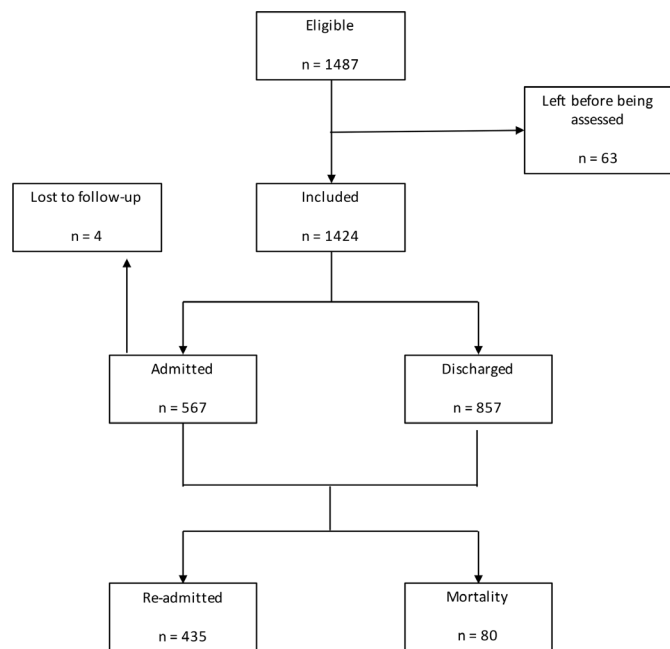 Eligible
n = 1487
Left before being
assessed
n = 63
Lost to follow-up
n = 4
Included
n = 1424
Admitted
n = 567
Discharged
n = 857
Re-admitted
n = 435
Mortality
n = 80